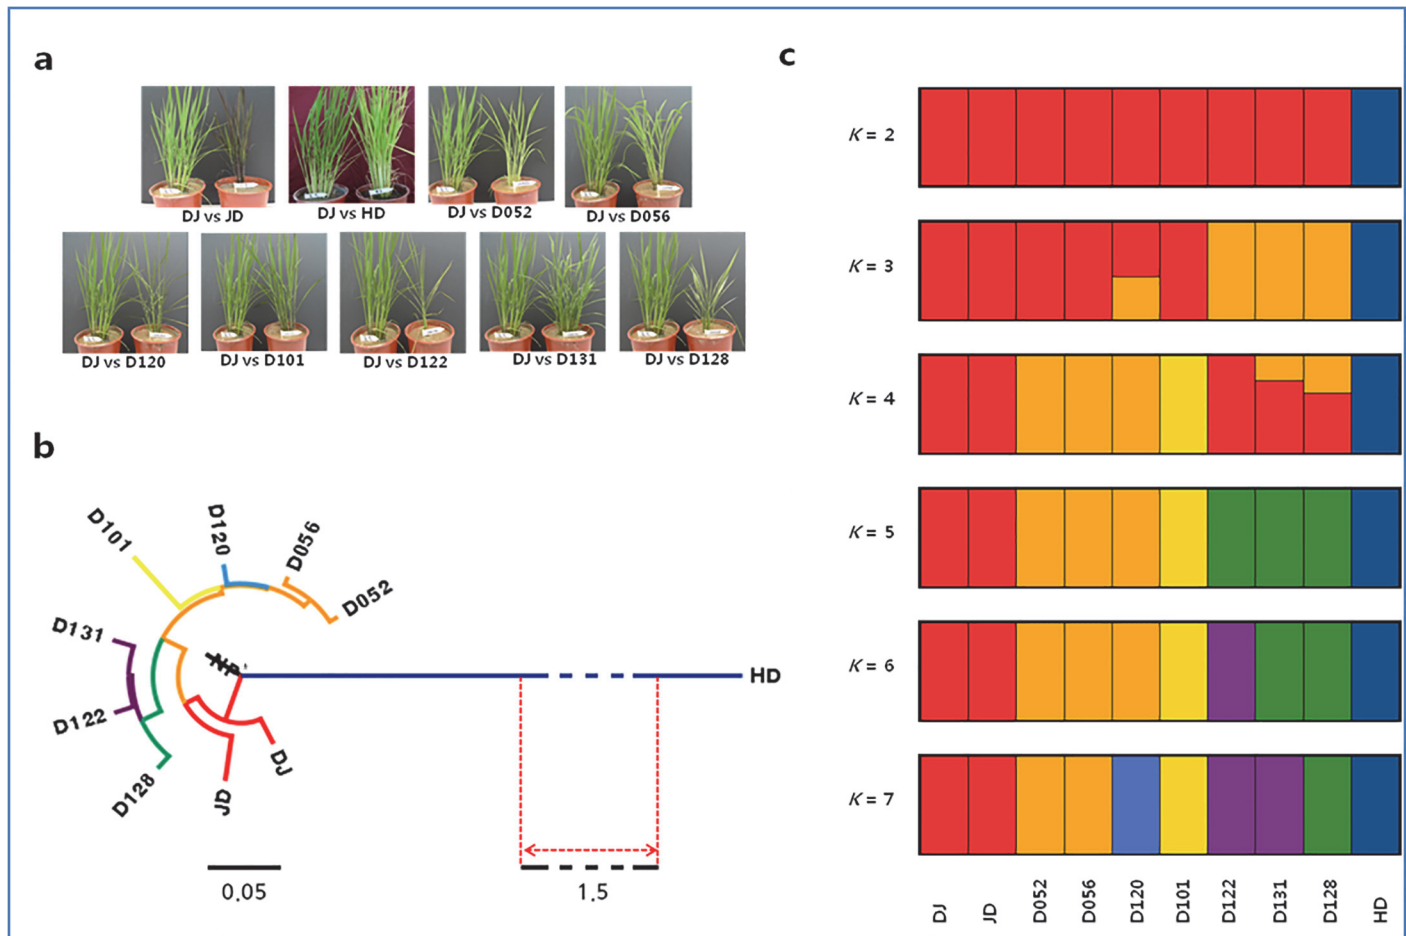 a
DJ vs JD
DJ vs HD
DJ vs D052
DJ vs D056
DJ vs D120
DJ vs D101
DJ vs D122
DJ vs D131
DJ vs D128
b
D101
D120
D056
D052
D131
D122
D128
JD
DJ
HD
0.05
1.5
c
K = 2
K = 3
K = 4
K = 5
K = 6
K = 7
DJ
JD
D052
D056
D120
D101
D122
D131
D128
HD